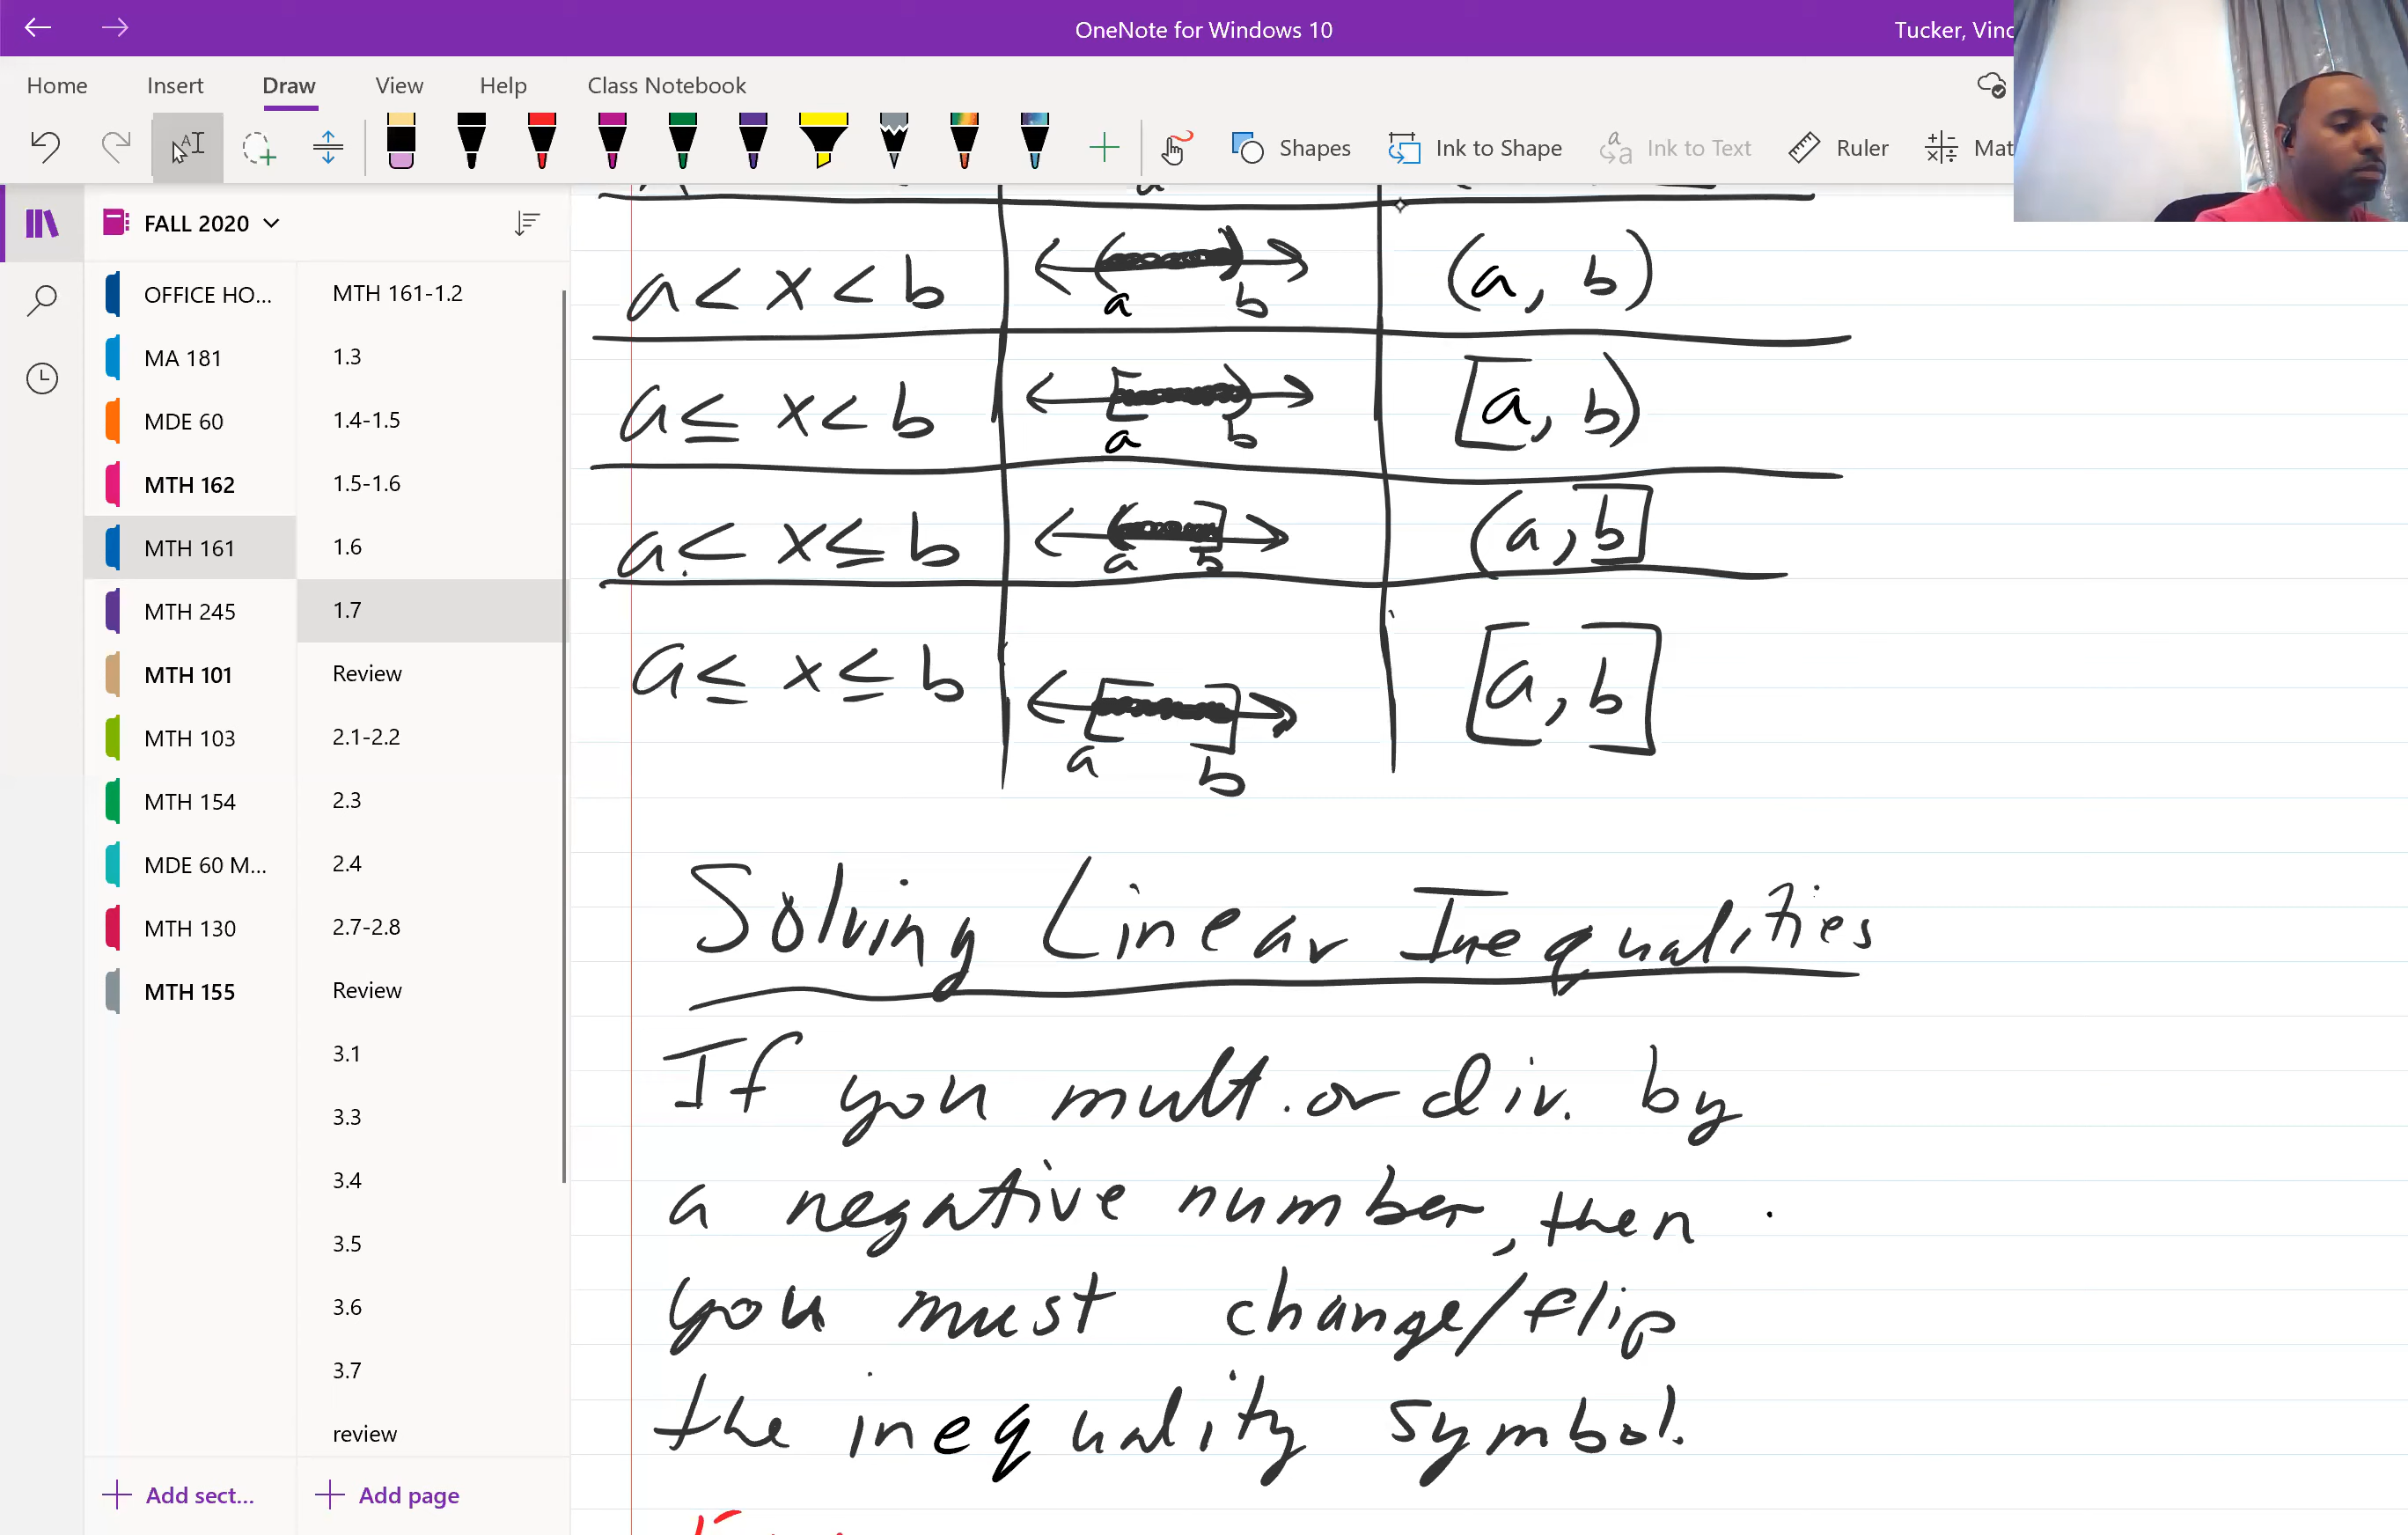 OneNote for Windows 10
Tucker, Vinc
Home Insert Draw View Help Class Notebook
Shapes Ink to Shape Ink to Text Ruler Mat
FALL 2020
OFFICE HO...
MA 181
MDE 60
MTH 162
MTH 161
MTH 245
MTH 101
MTH 103
MTH 154
MDE 60 M...
MTH 130
MTH 155
Add sect...
MTH 161-1.2
1.3
1.4-1.5
1.5-1.6
1.6
1.7
Review
2.1-2.2
2.3
2.4
2.7-2.8
Review
3.1
3.3
3.4
3.5
3.6
3.7
review
Add page
a < x < b a b (a, b)
a ≤ x < b a b [a, b)
a < x ≤ b a b (a, b]
a ≤ x ≤ b a b [a, b]
Solving Linear Inequalities
If you mult. or div. by
a negative number, then
you must change/flip
the inequality symbol.